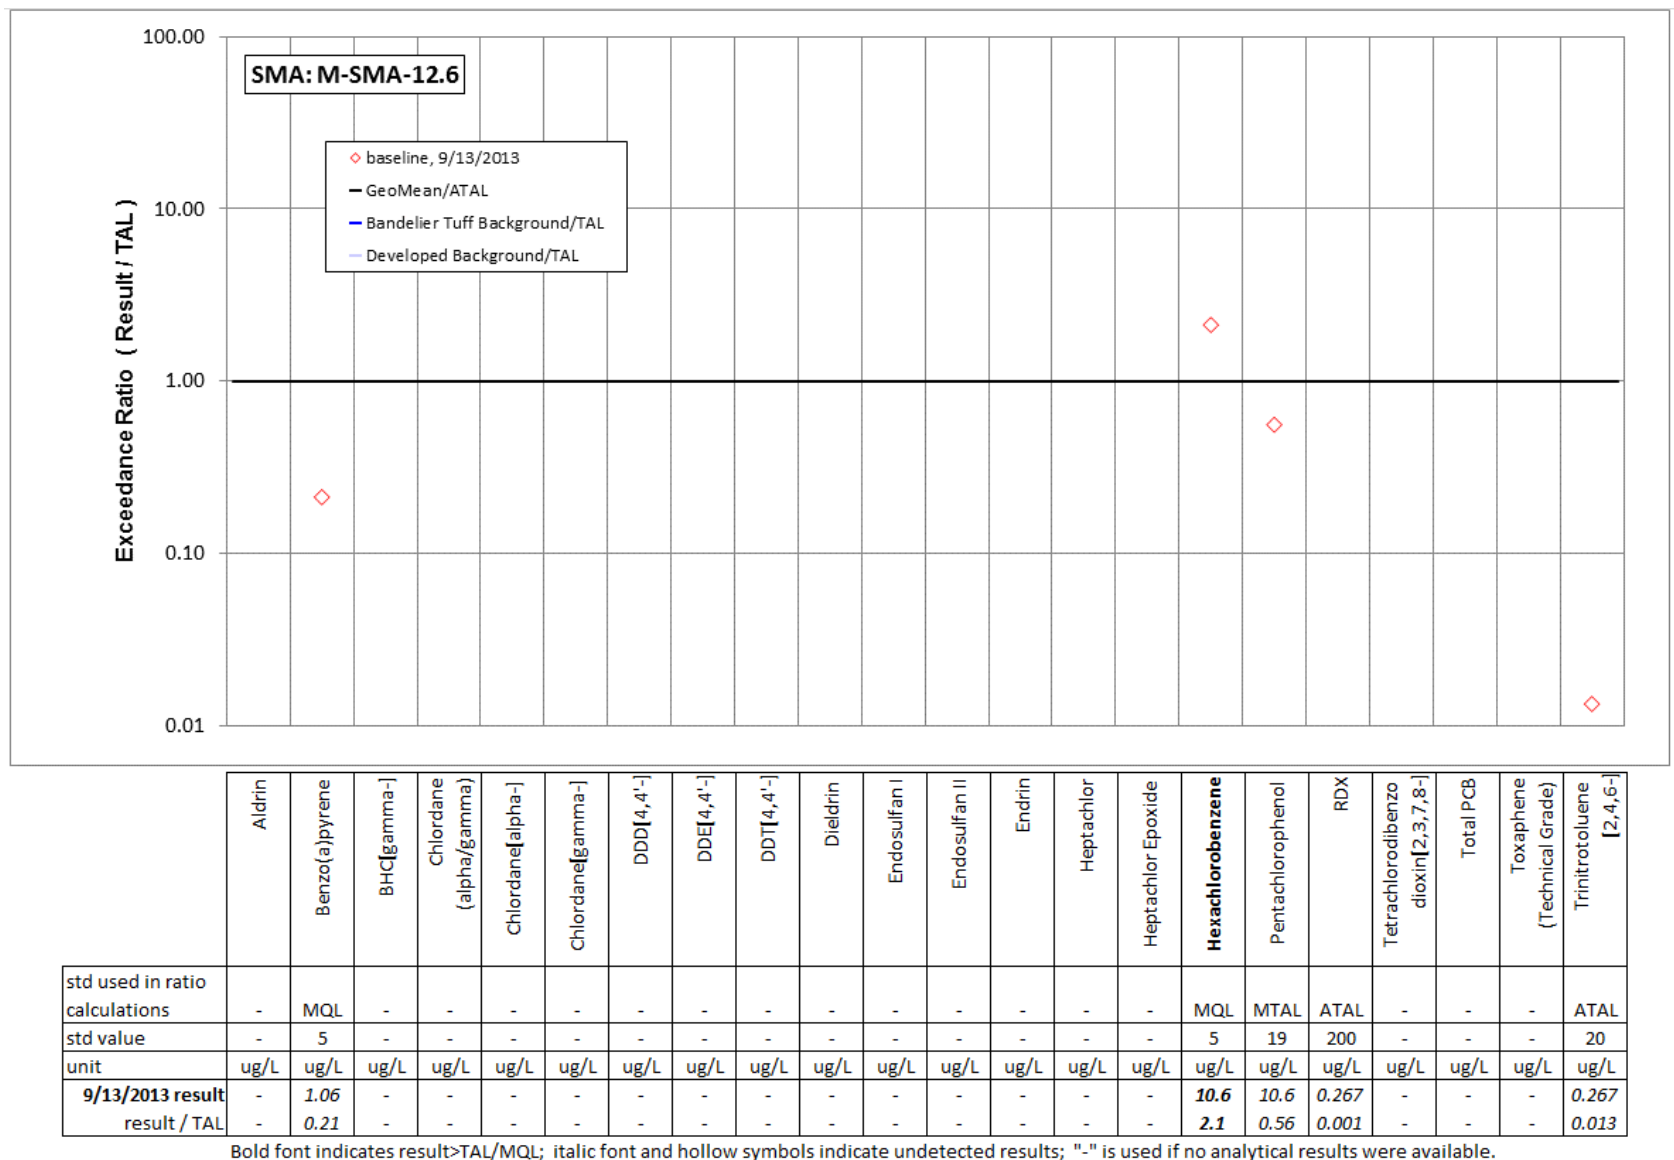 100.00
SMA: M-SMA-12.6
baseline, 9/13/2013
GeoMean/ATAL
Bandelier Tuff Background/TAL
Developed Background/TAL
10.00
1.00
0.10
0.01
Exceedance Ratio ( Result / TAL )
Aldrin
Benzo(a)pyrene
BHC[gamma-]
Chlordane
(alpha/gamma)
Chlordane[alpha-]
Chlordane[gamma-]
DDD[4,4'-]
DDE[4,4'-]
DDT[4,4'-]
Dieldrin
Endosulfan I
Endosulfan II
Endrin
Heptachlor
Heptachlor Epoxide
Hexachlorobenzene
Pentachlorophenol
RDX
Tetrachlorodibenzo
dioxin[2,3,7,8-]
Total PCB
Toxaphene
(Technical Grade)
Trinitrotoluene
[2,4,6-]
std used in ratio
calculations - MQL - - - - - - - - - - - - - MQL MTAL ATAL - - - ATAL
std value - 5 - - - - - - - - - - - - - 5 19 200 - - - 20
unit ug/L ug/L ug/L ug/L ug/L ug/L ug/L ug/L ug/L ug/L ug/L ug/L ug/L ug/L ug/L ug/L ug/L ug/L ug/L ug/L ug/L ug/L
9/13/2013 result - 1.06 - - - - - - - - - - - - - 10.6 10.6 0.267 - - - 0.267
result / TAL - 0.21 - - - - - - - - - - - - - 2.1 0.56 0.001 - - - 0.013
Bold font indicates result>TAL/MQL; italic font and hollow symbols indicate undetected results; "-" is used if no analytical results were available.